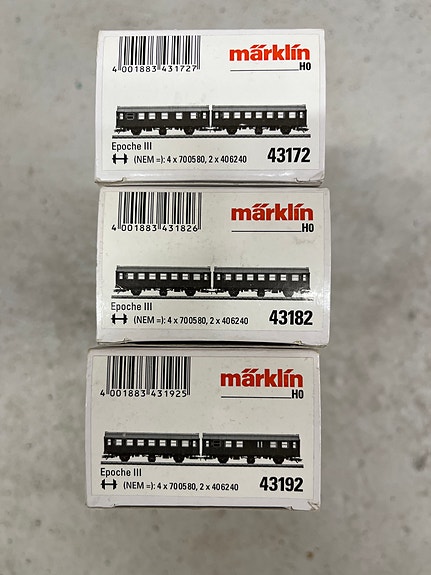 4 001883 431727
märklin
H0
Epoche III
(NEM =): 4 x 700580, 2 x 406240
43172
4 001883 431826
märklin
H0
Epoche III
(NEM =): 4 x 700580, 2 x 406240
43182
4 001883 431925
märklin
H0
Epoche III
(NEM =): 4 x 700580, 2 x 406240
43192